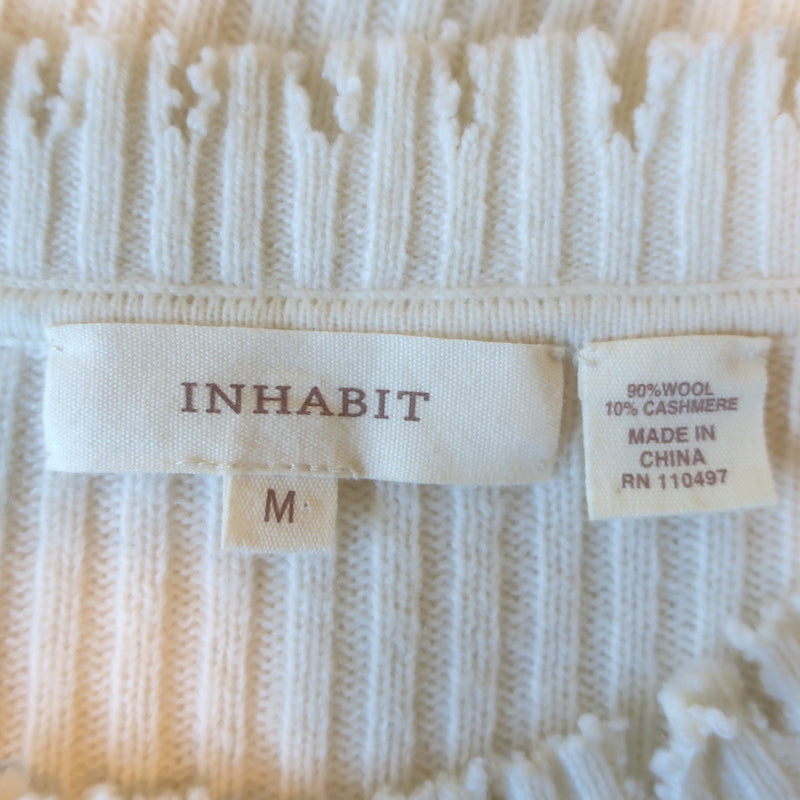 INHABIT
M
90%WOOL
10% CASHMERE
MADE IN
CHINA
RN 110497